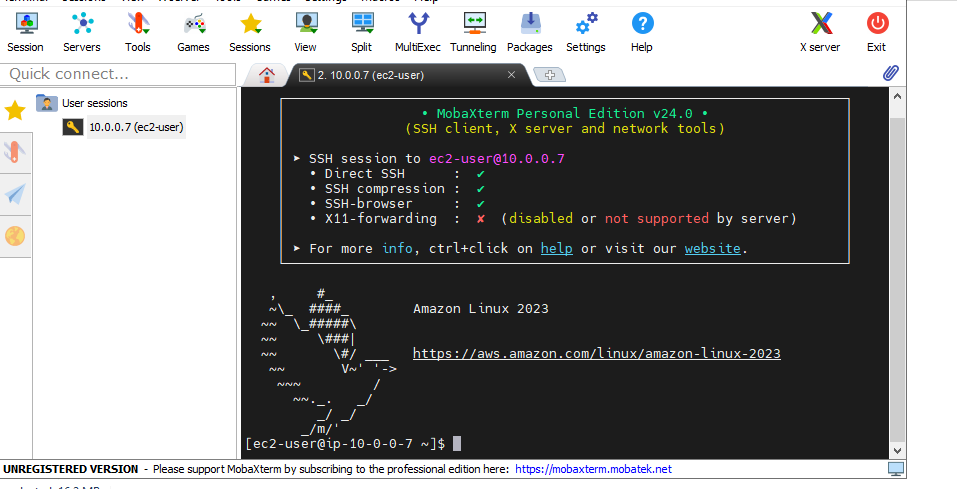 Session Servers Tools Games Sessions View Split MultiExec Tunneling Packages Settings Help X server Exit
Quick connect...
2. 10.0.0.7 (ec2-user)
User sessions
10.0.0.7 (ec2-user)
• MobaXterm Personal Edition v24.0 •
(SSH client, X server and network tools)
➤ SSH session to ec2-user@10.0.0.7
• Direct SSH : ✔
• SSH compression : ✔
• SSH-browser : ✔
• X11-forwarding : ✘ (disabled or not supported by server)
➤ For more info, ctrl+click on help or visit our website.
   ,     #_
   ~\_  ####_        Amazon Linux 2023
  ~~  \_#####\
  ~~     \###|
  ~~       \#/ ___   https://aws.amazon.com/linux/amazon-linux-2023
   ~~       V~' '->
    ~~~         /
      ~~._.   _/
         _/ _/
       _/m/'
[ec2-user@ip-10-0-0-7 ~]$
UNREGISTERED VERSION - Please support MobaXterm by subscribing to the professional edition here: https://mobaxterm.mobatek.net